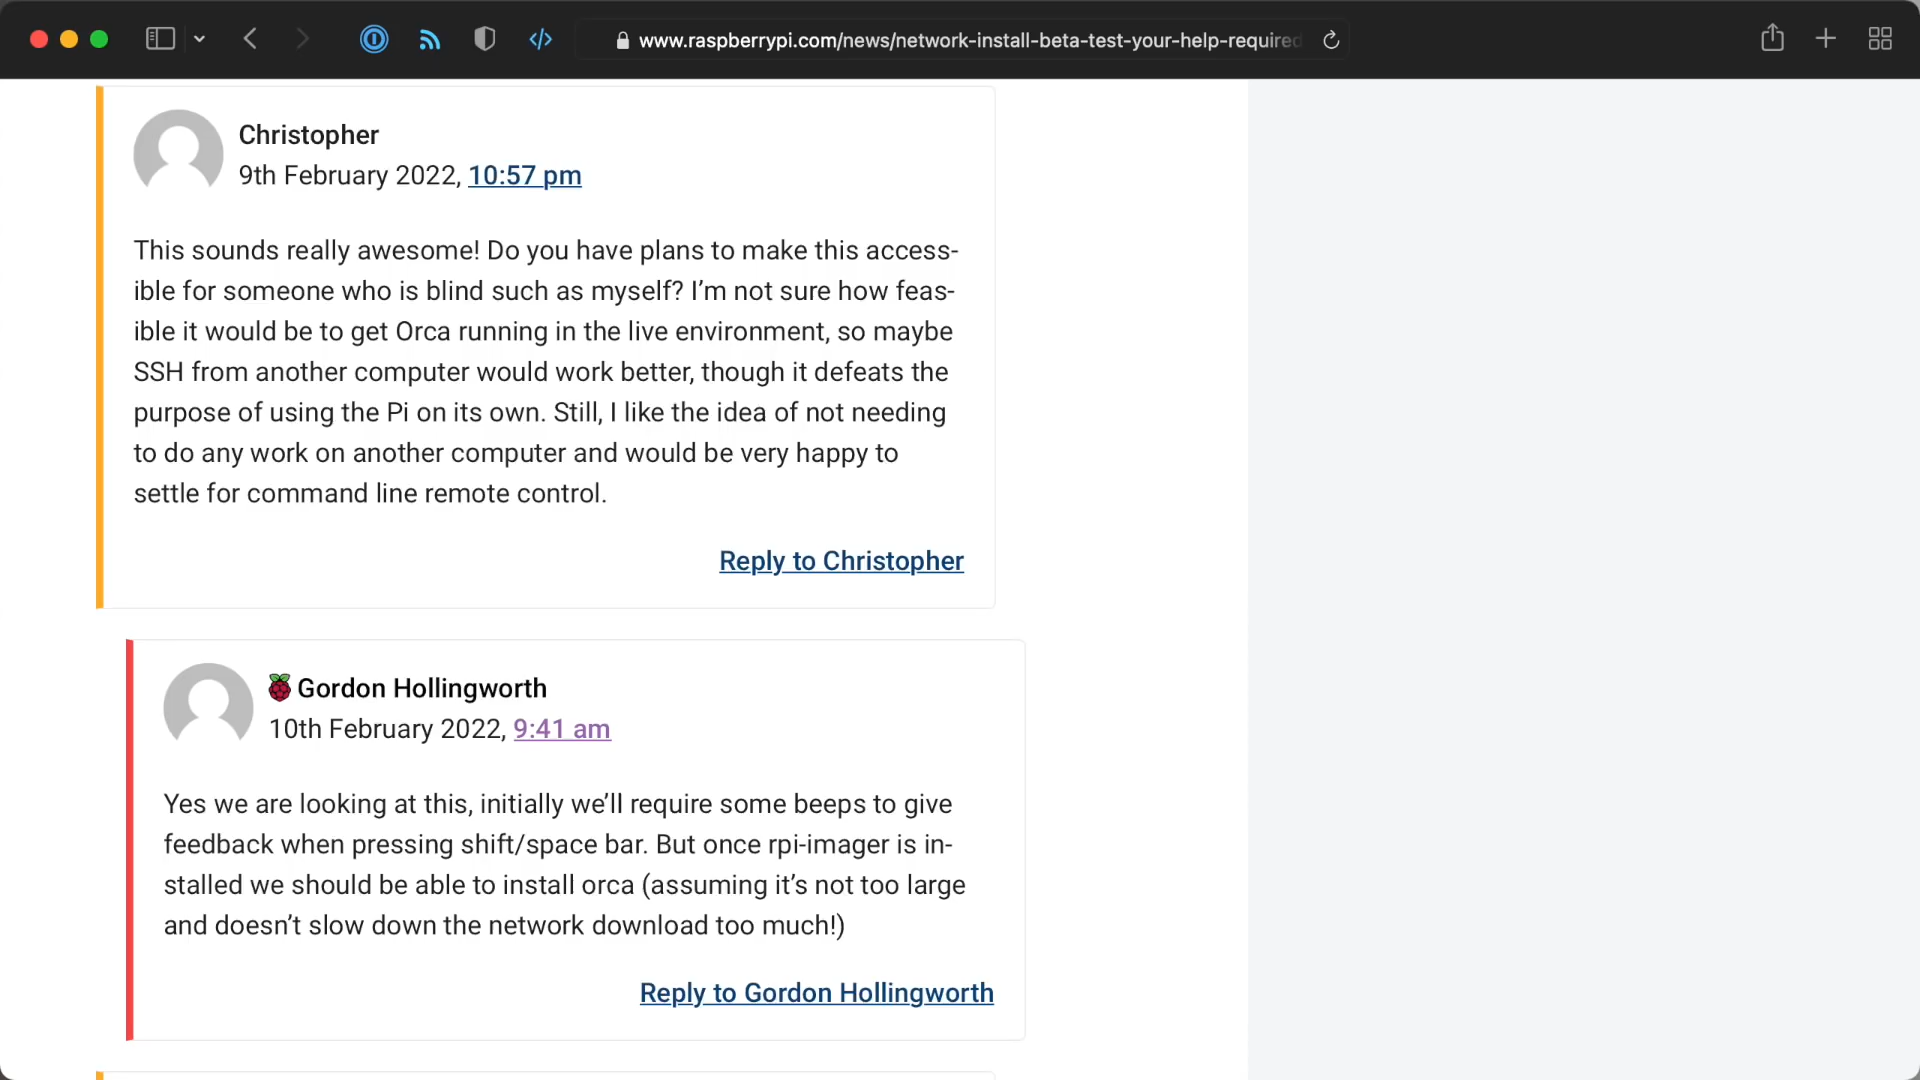 www.raspberrypi.com/news/network-install-beta-test-your-help-required
Christopher
9th February 2022, 10:57 pm
This sounds really awesome! Do you have plans to make this access-
ible for someone who is blind such as myself? I’m not sure how feas-
ible it would be to get Orca running in the live environment, so maybe
SSH from another computer would work better, though it defeats the
purpose of using the Pi on its own. Still, I like the idea of not needing
to do any work on another computer and would be very happy to
settle for command line remote control.
Reply to Christopher
Gordon Hollingworth
10th February 2022, 9:41 am
Yes we are looking at this, initially we’ll require some beeps to give
feedback when pressing shift/space bar. But once rpi-imager is in-
stalled we should be able to install orca (assuming it’s not too large
and doesn’t slow down the network download too much!)
Reply to Gordon Hollingworth